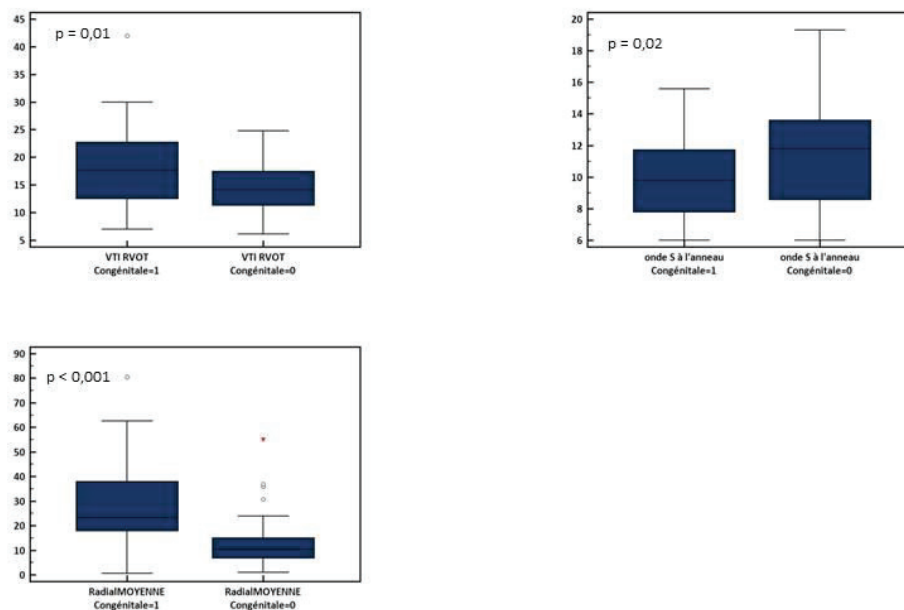 45
40
35
30
25
20
15
10
5
p = 0,01
VTI RVOT
Congénitale=1
VTI RVOT
Congénitale=0
20
18
16
14
12
10
8
6
p = 0,02
onde S à l'anneau
Congénitale=1
onde S à l'anneau
Congénitale=0
90
80
70
60
50
40
30
20
10
0
p < 0,001
RadialMOYENNE
Congénitale=1
RadialMOYENNE
Congénitale=0